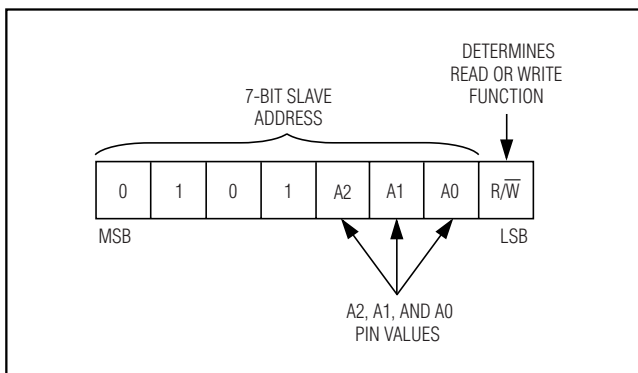 DETERMINES
READ OR WRITE
FUNCTION
7-BIT SLAVE
ADDRESS
0 1 0 1 A2 A1 A0 R/W̅
MSB LSB
A2, A1, AND A0
PIN VALUES